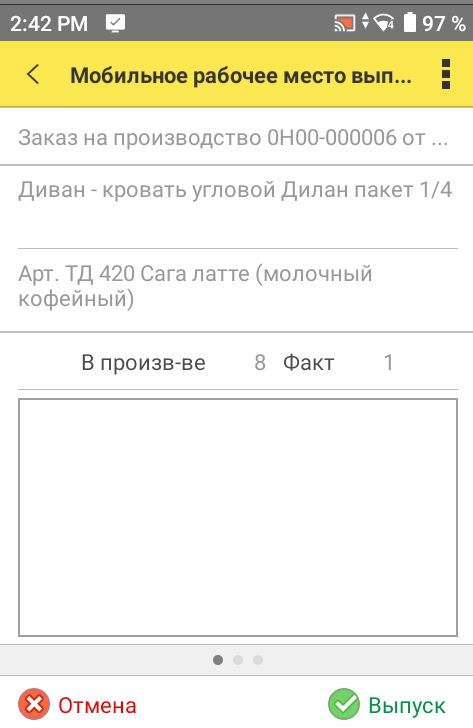 2:42 PM 4 97 %
Мобильное рабочее место вып...
Заказ на производство 0Н00-000006 от ...
Диван - кровать угловой Дилан пакет 1/4
Арт. ТД 420 Сага латте (молочный
кофейный)
В произв-ве 8 Факт 1
Отмена Выпуск